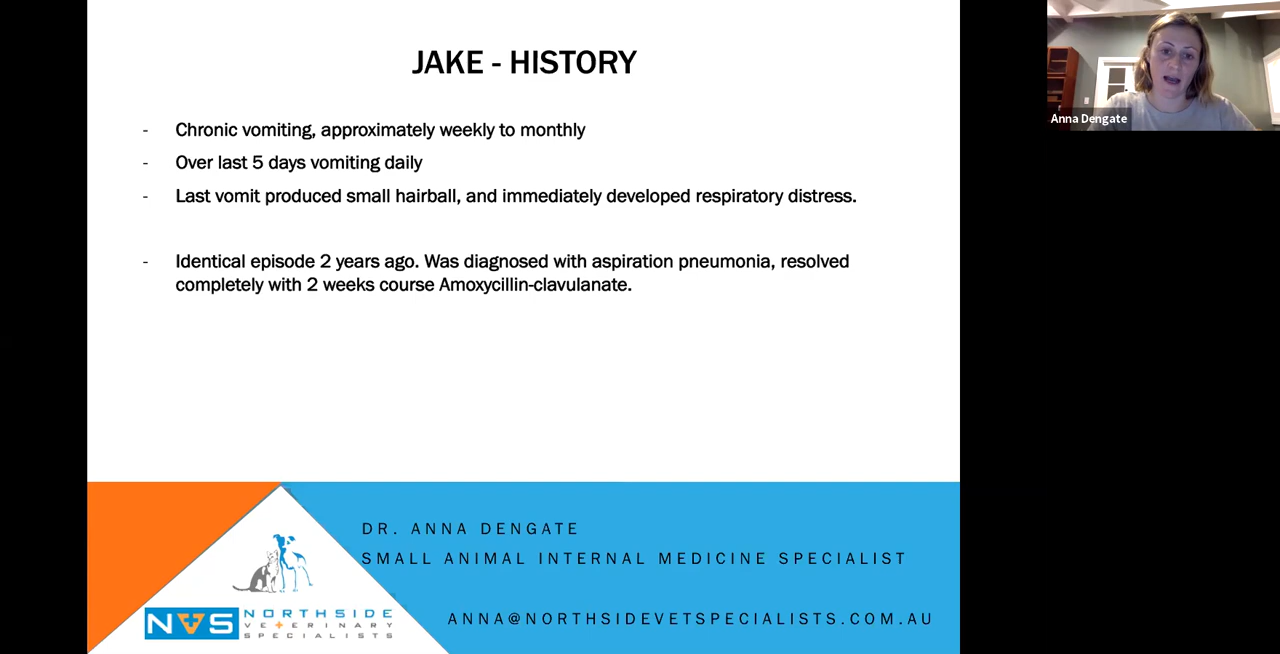 JAKE - HISTORY
- Chronic vomiting, approximately weekly to monthly
- Over last 5 days vomiting daily
- Last vomit produced small hairball, and immediately developed respiratory distress.
- Identical episode 2 years ago. Was diagnosed with aspiration pneumonia, resolved
completely with 2 weeks course Amoxycillin-clavulanate.
Anna Dengate
DR. ANNA DENGATE
SMALL ANIMAL INTERNAL MEDICINE SPECIALIST
ANNA@NORTHSIDEVETSPECIALISTS.COM.AU
NVS
NORTHSIDE
VETERINARY
SPECIALISTS